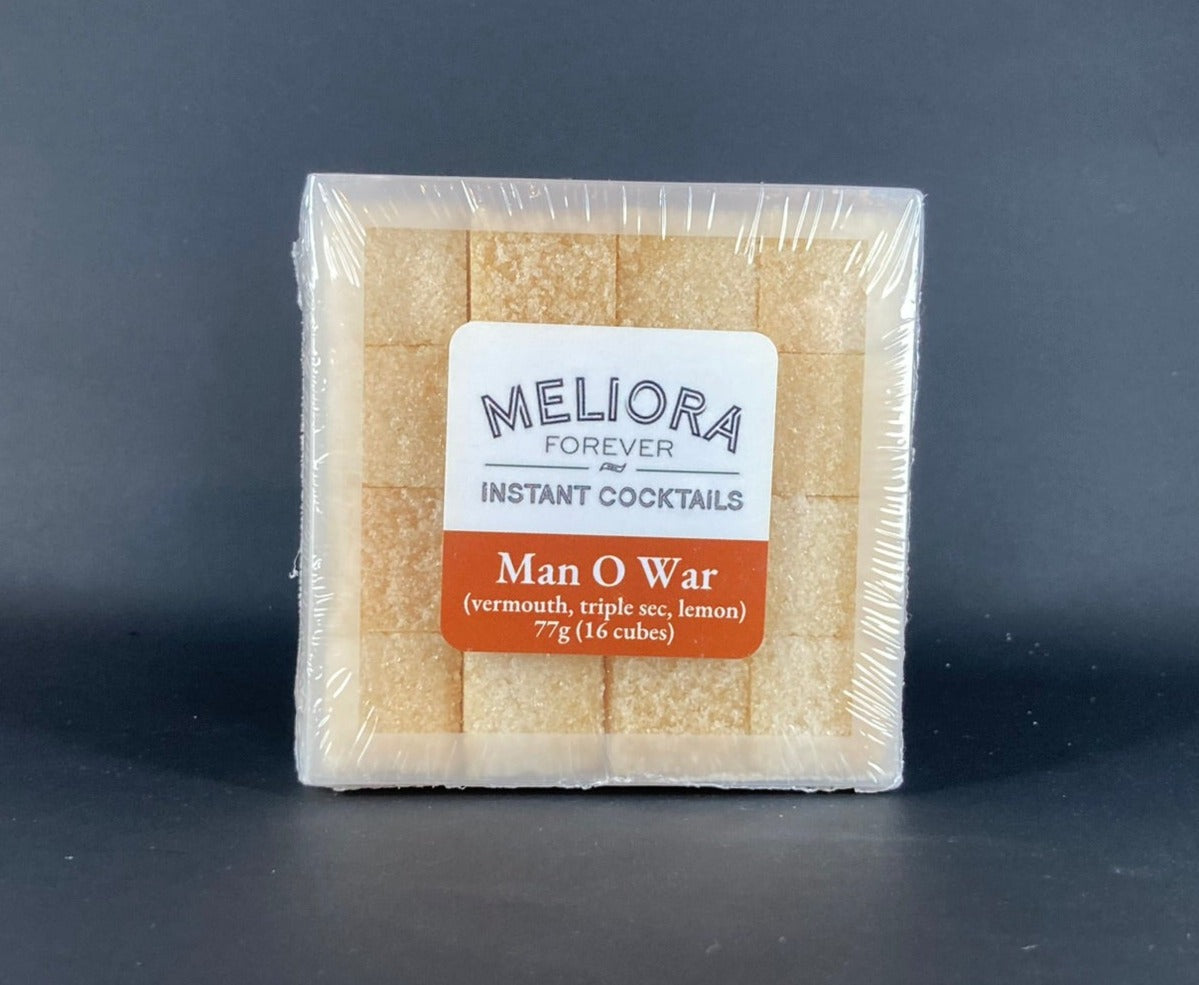 MELIORA
FOREVER
INSTANT COCKTAILS
Man O War
(vermouth, triple sec, lemon)
77g (16 cubes)